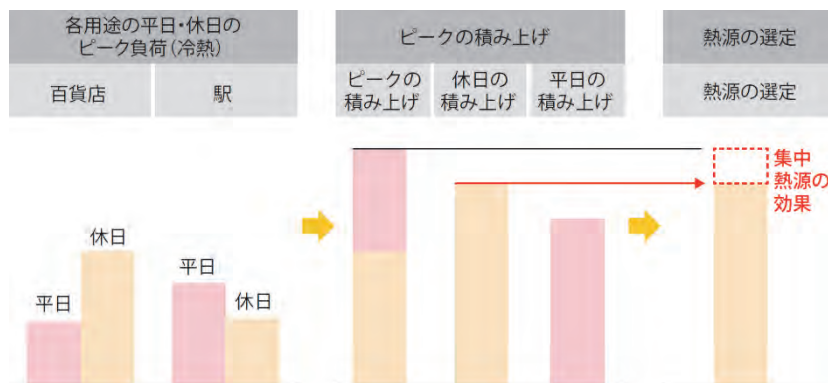 各用途の平日・休日の
ピーク負荷（冷熱）
百貨店
駅
ピークの積み上げ
ピークの
積み上げ
休日の
積み上げ
平日の
積み上げ
熱源の選定
熱源の選定
平日
休日
平日
休日
集中
熱源の
効果